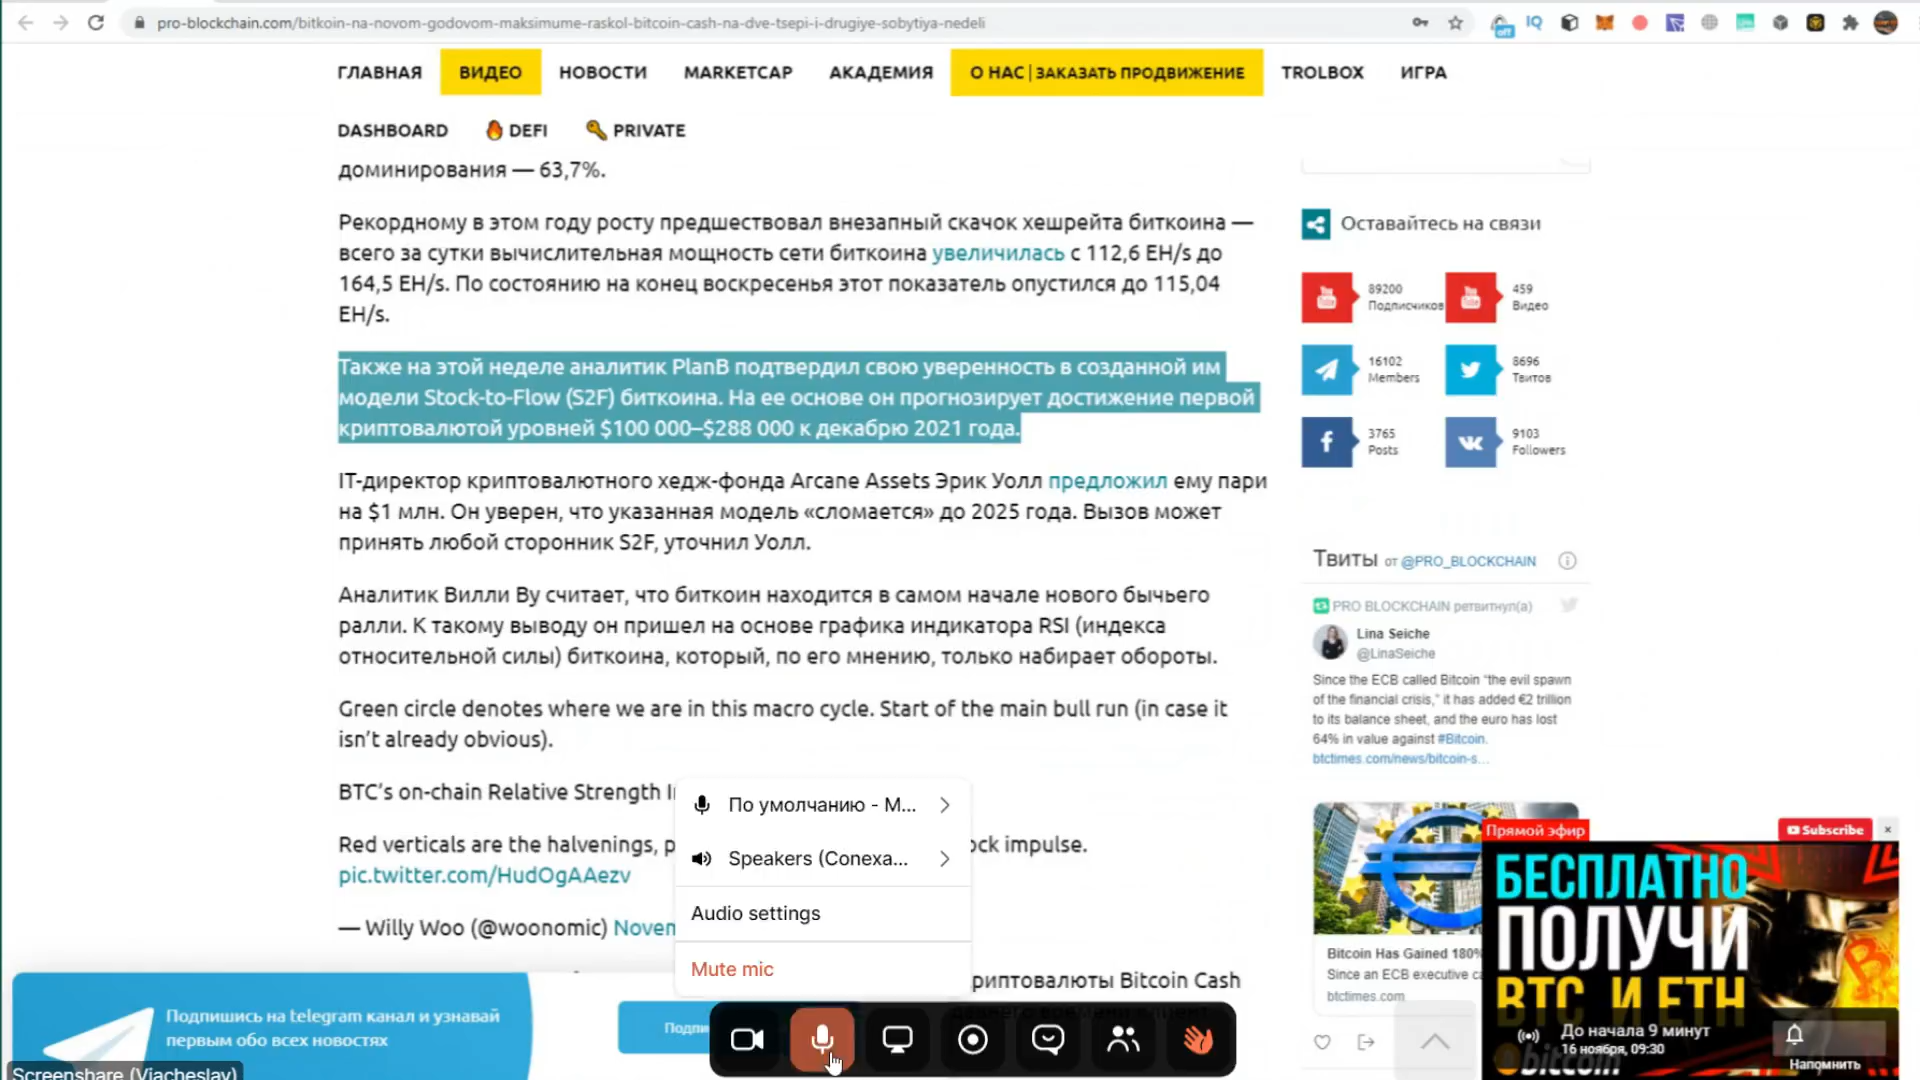 pro-blockchain.com/bitkoin-na-novom-godovom-maksimume-raskol-bitcoin-cash-na-dve-tsepi-i-drugiye-sobytiya-nedeli
IQ
off
ГЛАВНАЯ ВИДЕО НОВОСТИ MARKETCAP АКАДЕМИЯ О НАС | ЗАКАЗАТЬ ПРОДВИЖЕНИЕ TROLBOX ИГРА
DASHBOARD DEFI PRIVATE
доминирования — 63,7%.
Рекордному в этом году росту предшествовал внезапный скачок хешрейта биткоина —
всего за сутки вычислительная мощность сети биткоина увеличилась с 112,6 EH/s до
164,5 EH/s. По состоянию на конец воскресенья этот показатель опустился до 115,04
EH/s.
Также на этой неделе аналитик PlanB подтвердил свою уверенность в созданной им
модели Stock-to-Flow (S2F) биткоина. На ее основе он прогнозирует достижение первой
криптовалютой уровней $100 000–$288 000 к декабрю 2021 года.
IT-директор криптовалютного хедж-фонда Arcane Assets Эрик Уолл предложил ему пари
на $1 млн. Он уверен, что указанная модель «сломается» до 2025 года. Вызов может
принять любой сторонник S2F, уточнил Уолл.
Аналитик Вилли Ву считает, что биткоин находится в самом начале нового бычьего
ралли. К такому выводу он пришел на основе графика индикатора RSI (индекса
относительной силы) биткоина, который, по его мнению, только набирает обороты.
Green circle denotes where we are in this macro cycle. Start of the main bull run (in case it
isn't already obvious).
BTC's on-chain Relative Strength I
Red verticals are the halvenings, p ock impulse.
pic.twitter.com/HudOgAAezv
— Willy Woo (@woonomic) Novem
риптовалюты Bitcoin Cash
давнего времени клиент
По умолчанию - М...
Speakers (Conexa...
Audio settings
Mute mic
Подпишись на telegram канал и узнавай
первым обо всех новостях
Подпи
Screenshare (Viacheslav)
Оставайтесь на связи
89200
Подписчиков
459
Видео
16102
Members
8696
Твитов
3765
Posts
9103
Followers
Твиты от @PRO_BLOCKCHAIN
PRO BLOCKCHAIN ретвитнул(а)
Lina Seiche
@LinaSeiche
Since the ECB called Bitcoin "the evil spawn
of the financial crisis," it has added €2 trillion
to its balance sheet, and the euro has lost
64% in value against #Bitcoin.
btctimes.com/news/bitcoin-s...
Bitcoin Has Gained 180%
Since an ECB executive ca
btctimes.com
Прямой эфир
Subscribe
БЕСПЛАТНО
ПОЛУЧИ
BTC И ETH
До начала 9 минут
16 ноября, 09:30
Напомнить